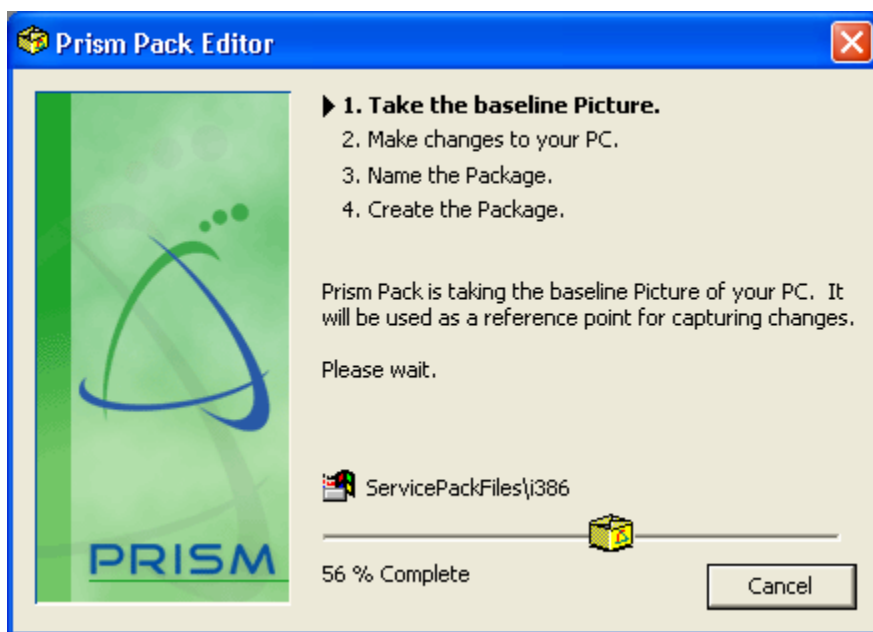 Prism Pack Editor
1. Take the baseline Picture.
2. Make changes to your PC.
3. Name the Package.
4. Create the Package.
Prism Pack is taking the baseline Picture of your PC. It
will be used as a reference point for capturing changes.
Please wait.
ServicePackFiles\i386
56 % Complete
Cancel
PRISM